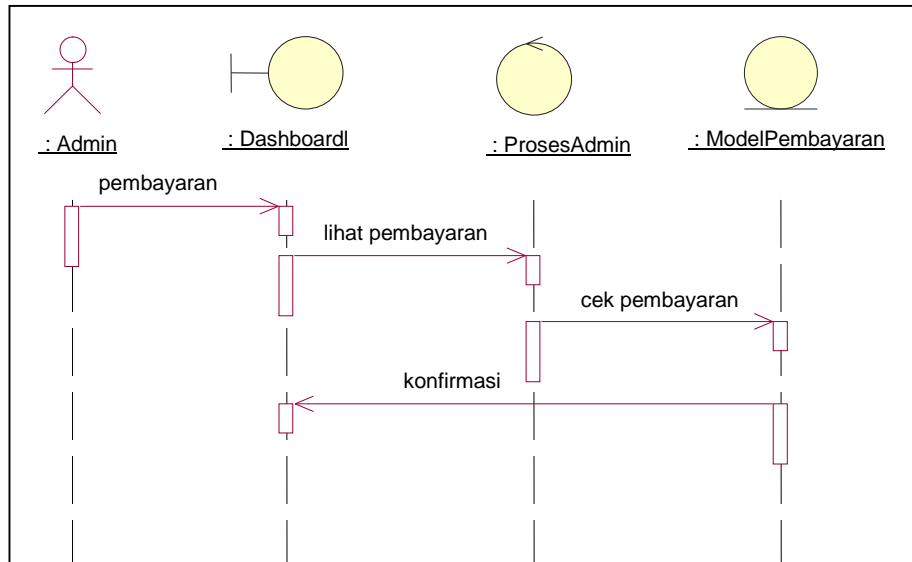 : Admin
: Dashboardl
: ProsesAdmin
: ModelPembayaran
pembayaran
lihat pembayaran
cek pembayaran
konfirmasi